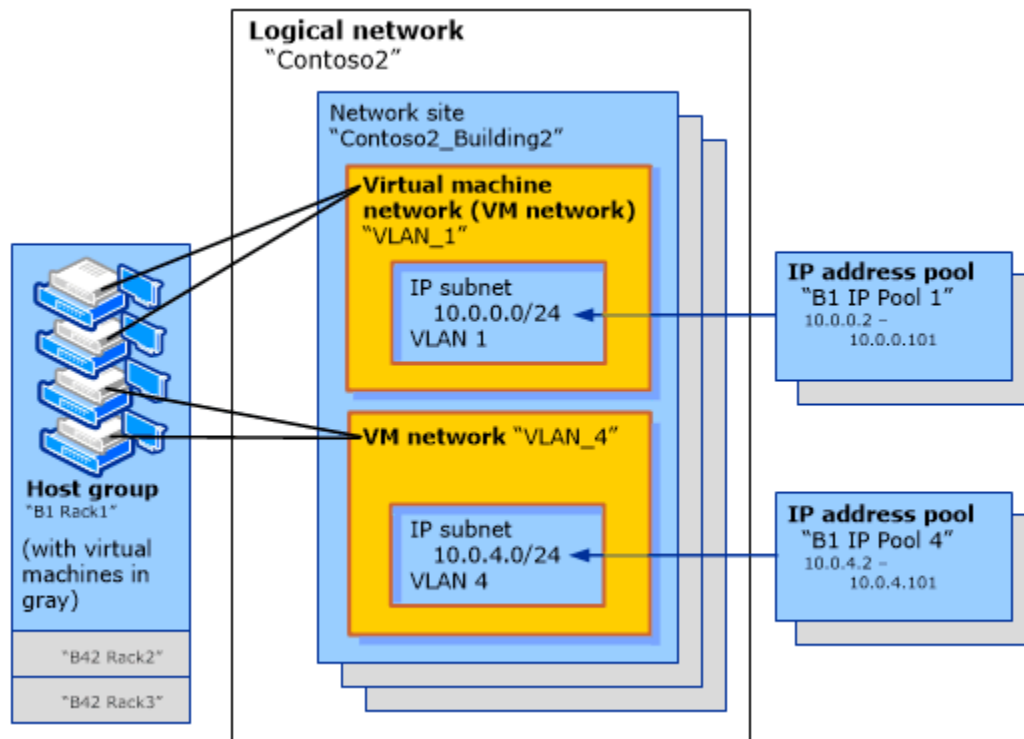 Logical network
“Contoso2”
Network site
“Contoso2_Building2”
Virtual machine
network (VM network)
“VLAN_1”
IP subnet
10.0.0.0/24
VLAN 1
VM network “VLAN_4”
IP subnet
10.0.4.0/24
VLAN 4
Host group
“B1 Rack1”
(with virtual
machines in
gray)
“B42 Rack2”
“B42 Rack3”
IP address pool
“B1 IP Pool 1”
10.0.0.2 –
10.0.0.101
IP address pool
“B1 IP Pool 4”
10.0.4.2 –
10.0.4.101